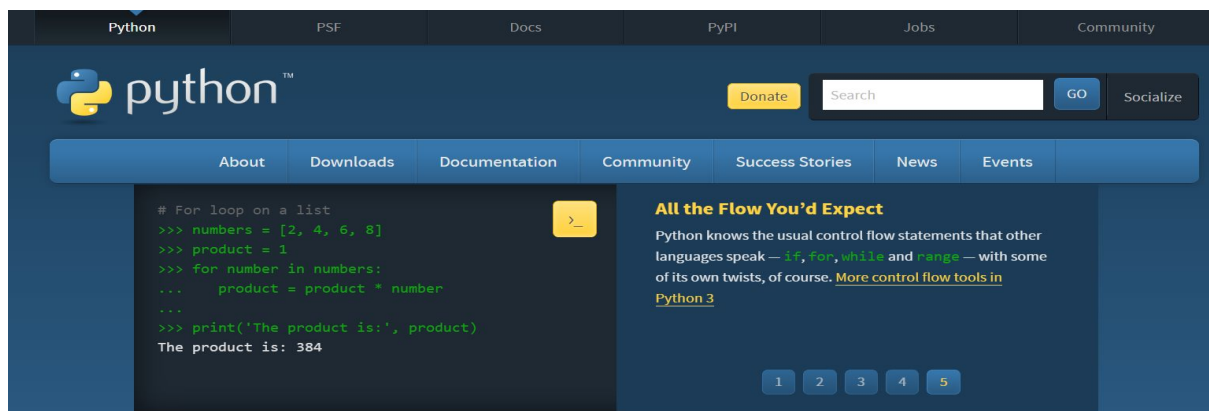 Python PSF Docs PyPI Jobs Community
python™
Donate Search GO Socialize
About Downloads Documentation Community Success Stories News Events
# For loop on a list
>>> numbers = [2, 4, 6, 8]
>>> product = 1
>>> for number in numbers:
...     product = product * number
...
>>> print('The product is:', product)
The product is: 384
>_
All the Flow You’d Expect
Python knows the usual control flow statements that other
languages speak — if, for, while and range — with some
of its own twists, of course. More control flow tools in
Python 3
1 2 3 4 5